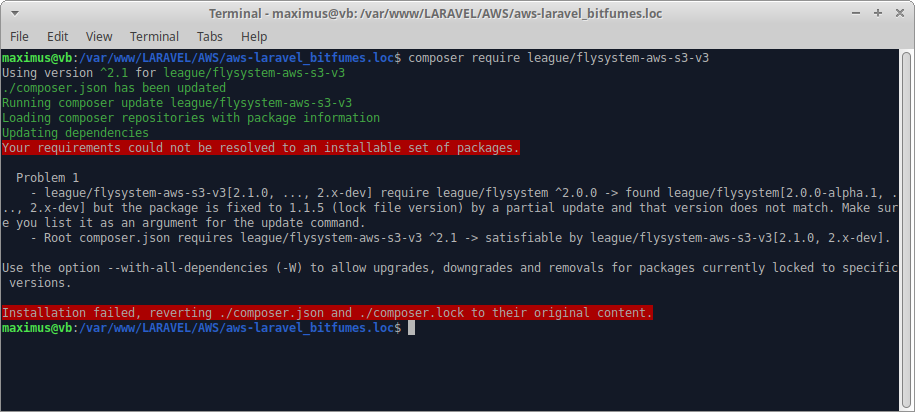 Terminal - maximus@vb: /var/www/LARAVEL/AWS/aws-laravel_bitfumes.loc
File Edit View Terminal Tabs Help
maximus@vb:/var/www/LARAVEL/AWS/aws-laravel_bitfumes.loc$ composer require league/flysystem-aws-s3-v3
Using version ^2.1 for league/flysystem-aws-s3-v3
./composer.json has been updated
Running composer update league/flysystem-aws-s3-v3
Loading composer repositories with package information
Updating dependencies
Your requirements could not be resolved to an installable set of packages.
Problem 1
- league/flysystem-aws-s3-v3[2.1.0, ..., 2.x-dev] require league/flysystem ^2.0.0 -> found league/flysystem[2.0.0-alpha.1, .
.., 2.x-dev] but the package is fixed to 1.1.5 (lock file version) by a partial update and that version does not match. Make sur
e you list it as an argument for the update command.
- Root composer.json requires league/flysystem-aws-s3-v3 ^2.1 -> satisfiable by league/flysystem-aws-s3-v3[2.1.0, 2.x-dev].
Use the option --with-all-dependencies (-W) to allow upgrades, downgrades and removals for packages currently locked to specific
versions.
Installation failed, reverting ./composer.json and ./composer.lock to their original content.
maximus@vb:/var/www/LARAVEL/AWS/aws-laravel_bitfumes.loc$